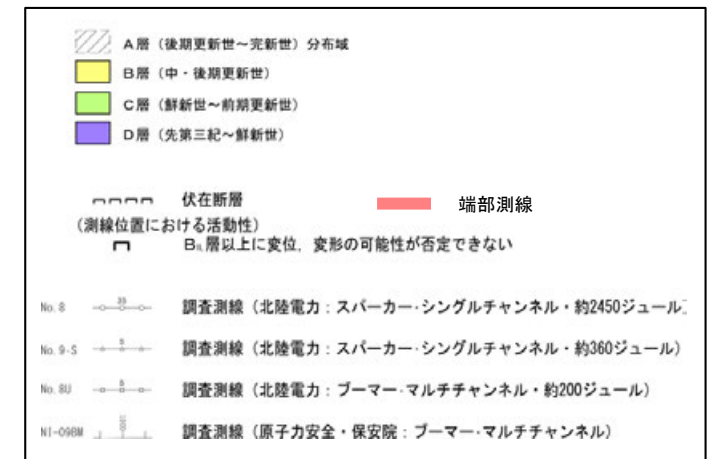 A層（後期更新世～完新世）分布域
B層（中・後期更新世）
C層（鮮新世～前期更新世）
D層（先第三紀～鮮新世）
伏在断層 端部測線
（測線位置における活動性）
B層以上に変位，変形の可能性が否定できない
No. 8 20 調査測線（北陸電力：スパーカー・シングルチャンネル・約2450ジュール）
No. 9-S 5 調査測線（北陸電力：スパーカー・シングルチャンネル・約360ジュール）
No. 8U 調査測線（北陸電力：ブーマー・マルチチャンネル・約200ジュール）
NI-09BM 調査測線（原子力安全・保安院：ブーマー・マルチチャンネル）